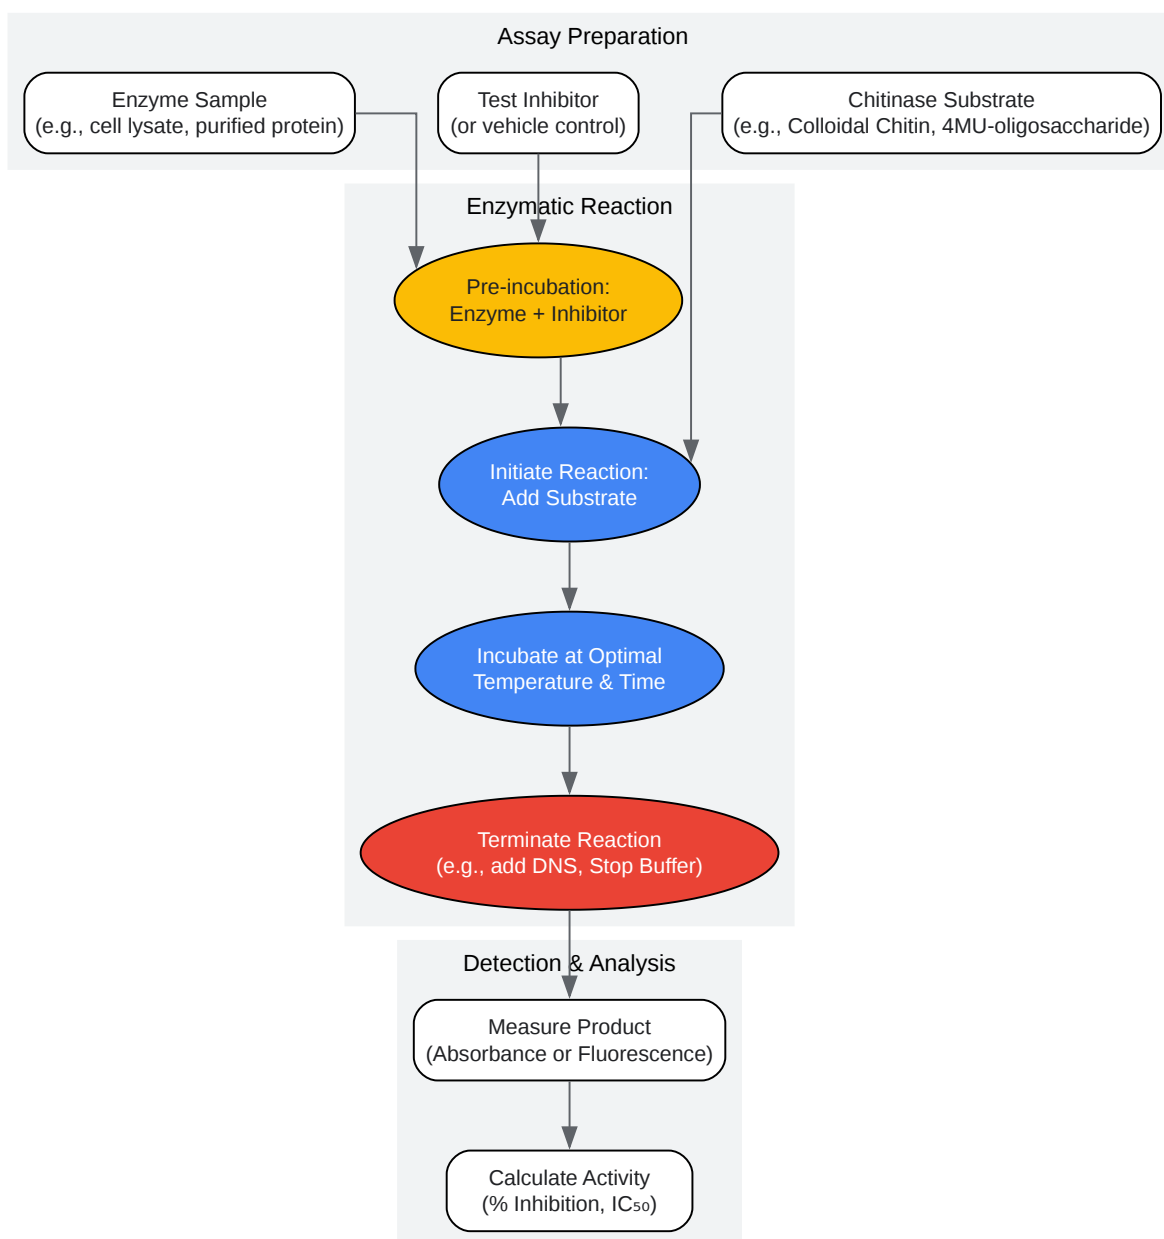 Assay Preparation
Enzyme Sample
(e.g., cell lysate, purified protein)
Test Inhibitor
(or vehicle control)
Chitinase Substrate
(e.g., Colloidal Chitin, 4MU-oligosaccharide)
Enzymatic Reaction
Pre-incubation:
Enzyme + Inhibitor
Initiate Reaction:
Add Substrate
Incubate at Optimal
Temperature & Time
Terminate Reaction
(e.g., add DNS, Stop Buffer)
Detection & Analysis
Measure Product
(Absorbance or Fluorescence)
Calculate Activity
(% Inhibition, IC₅₀)